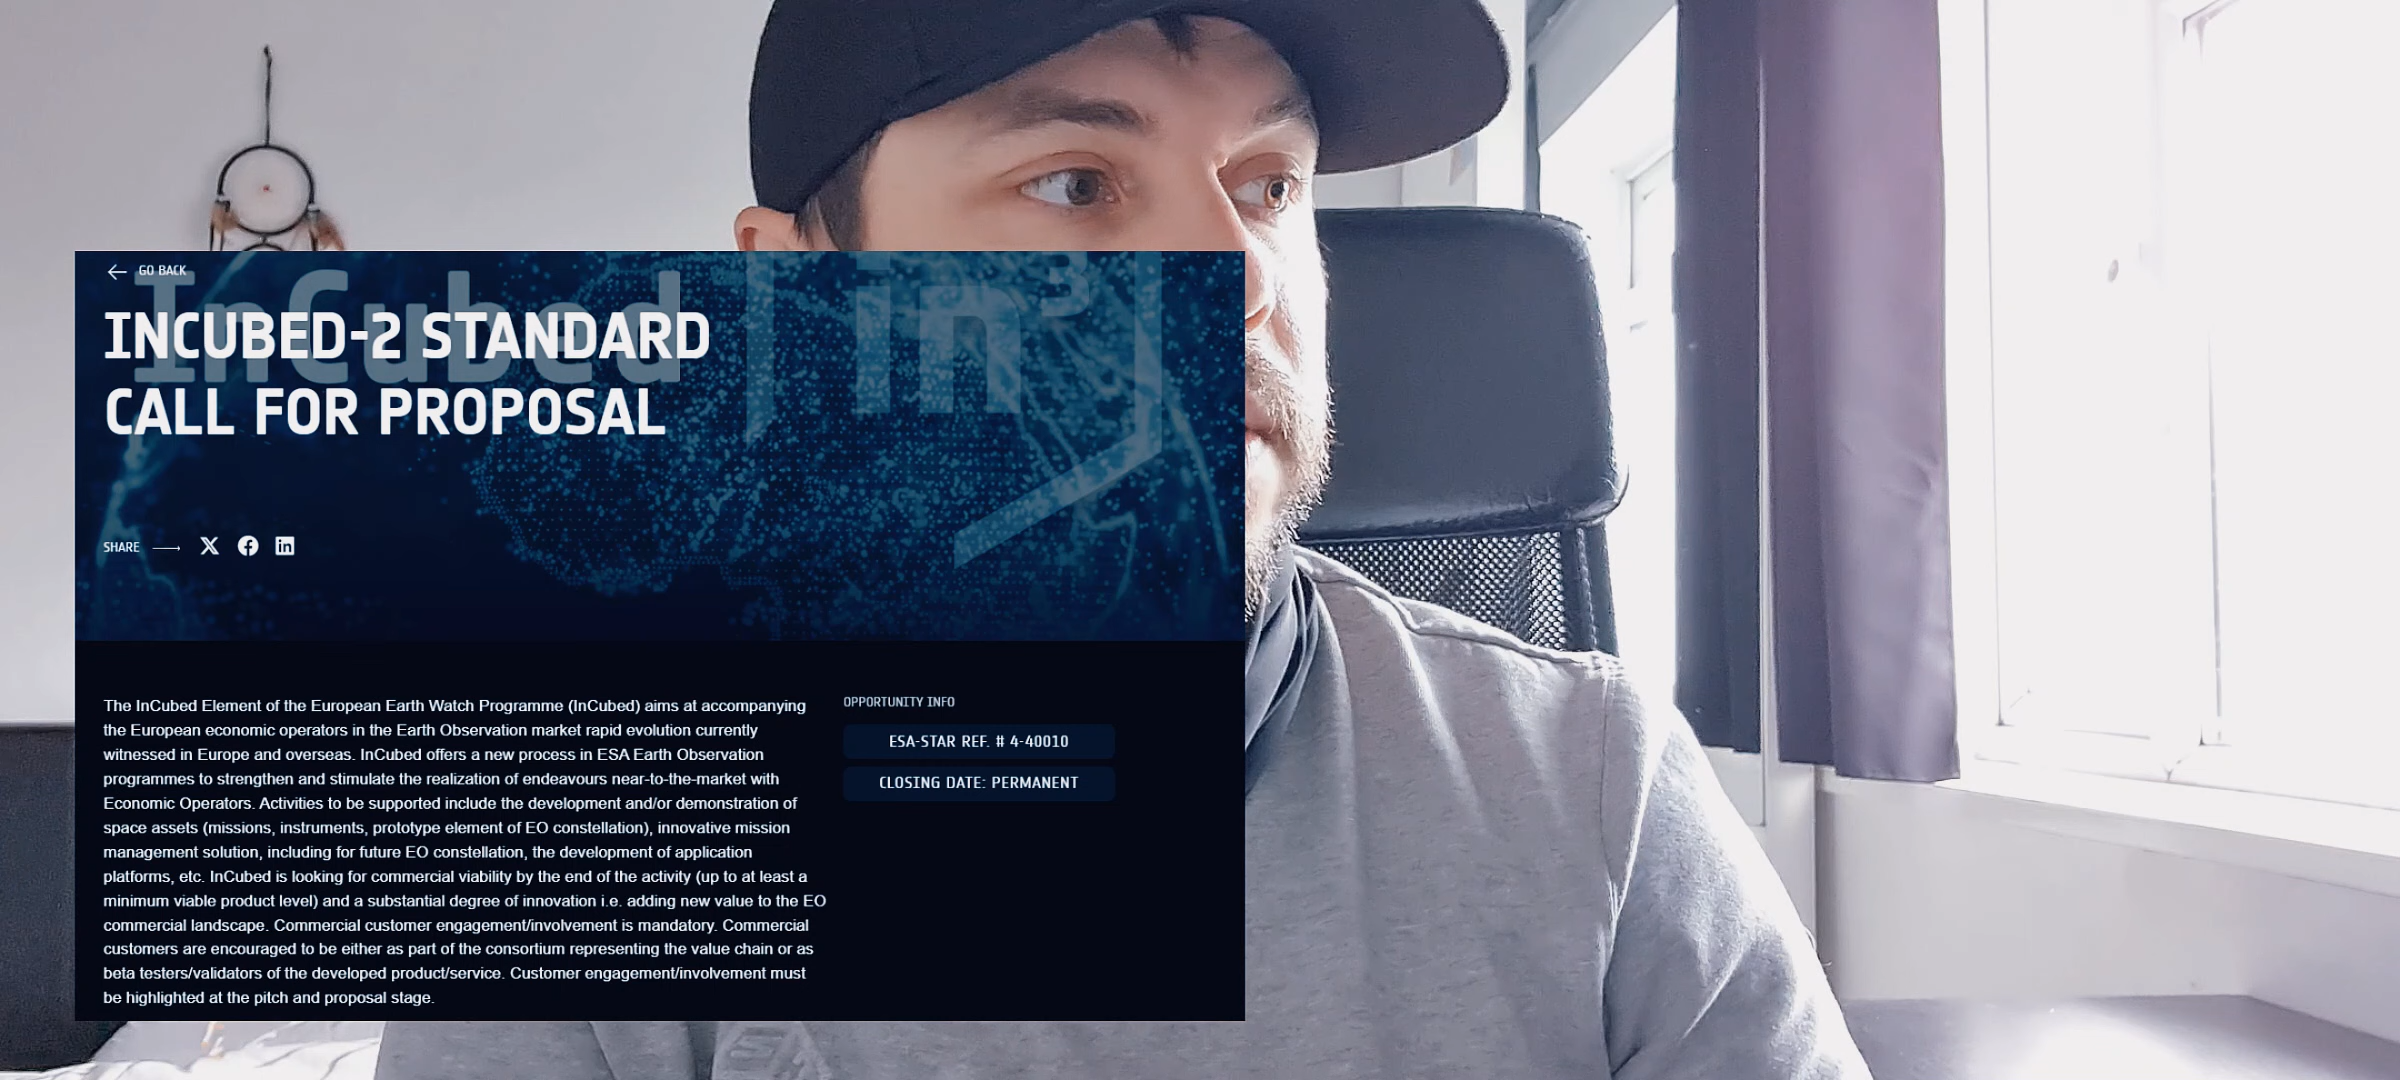 GO BACK
InCubed in3
INCUBED-2 STANDARD
CALL FOR PROPOSAL
SHARE
The InCubed Element of the European Earth Watch Programme (InCubed) aims at accompanying
the European economic operators in the Earth Observation market rapid evolution currently
witnessed in Europe and overseas. InCubed offers a new process in ESA Earth Observation
programmes to strengthen and stimulate the realization of endeavours near-to-the-market with
Economic Operators. Activities to be supported include the development and/or demonstration of
space assets (missions, instruments, prototype element of EO constellation), innovative mission
management solution, including for future EO constellation, the development of application
platforms, etc. InCubed is looking for commercial viability by the end of the activity (up to at least a
minimum viable product level) and a substantial degree of innovation i.e. adding new value to the EO
commercial landscape. Commercial customer engagement/involvement is mandatory. Commercial
customers are encouraged to be either as part of the consortium representing the value chain or as
beta testers/validators of the developed product/service. Customer engagement/involvement must
be highlighted at the pitch and proposal stage.
OPPORTUNITY INFO
ESA-STAR REF. # 4-40010
CLOSING DATE: PERMANENT